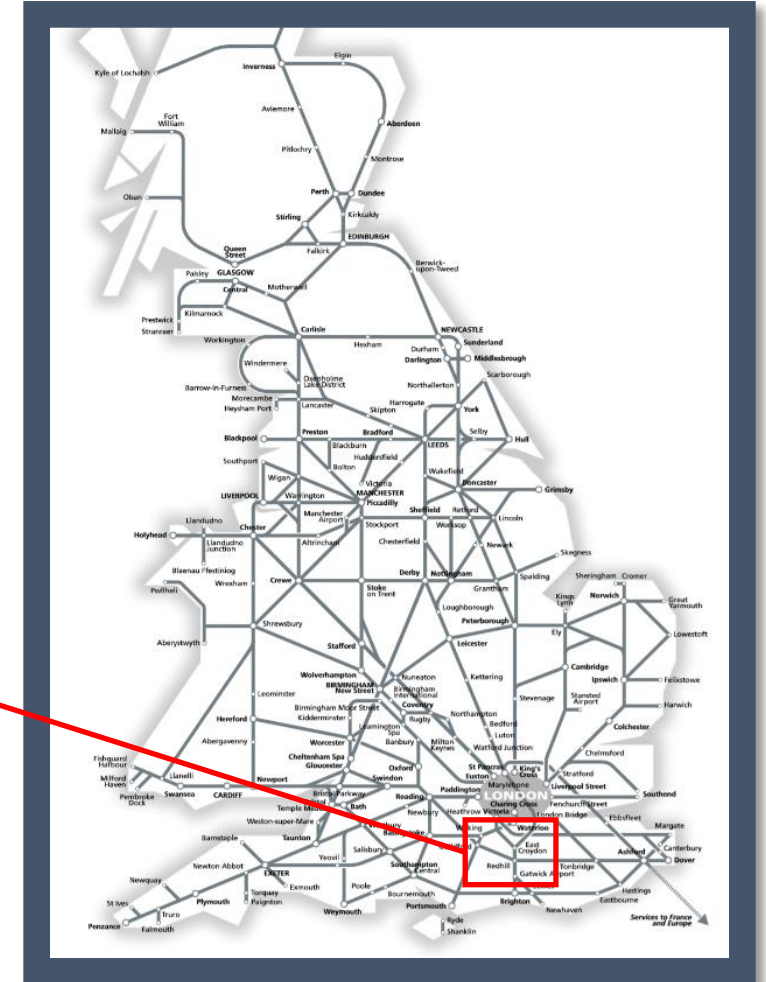 Elgin
Inverness
Kyle of Lochalsh
Aviemore
Fort
William
Aberdeen
Mallaig
Pitlochry
Montrose
Perth
Dundee
Oban
Stirling
Kirkcaldy
EDINBURGH
Queen
Street
Falkirk
Berwick-
upon-Tweed
Paisley
GLASGOW
Central
Motherwell
Prestwick
Kilmarnock
Stranraer
Carlisle
NEWCASTLE
Workington
Hexham
Sunderland
Durham
Darlington
Middlesbrough
Windermere
Scarborough
Oxenholme
Lake District
Northallerton
Barrow-in-Furness
Morecambe
Heysham Port
Lancaster
Harrogate
Skipton
York
Blackpool
Preston
Bradford
Selby
Hull
Blackburn
LEEDS
Huddersfield
Southport
Bolton
Wakefield
Wigan
Victoria
Doncaster
LIVERPOOL
Warrington
MANCHESTER
Piccadilly
Grimsby
Manchester
Airport
Sheffield
Retford
Llandudno
Stockport
Worksop
Lincoln
Holyhead
Chester
Llandudno
Junction
Altrincham
Chesterfield
Newark
Skegness
Blaenau Ffestiniog
Derby
Nottingham
Spalding
Sheringham
Cromer
Pwllheli
Wrexham
Crewe
Stoke
on Trent
Grantham
Kings
Lynn
Norwich
Great
Yarmouth
Loughborough
Peterborough
Aberystwyth
Shrewsbury
Stafford
Leicester
Ely
Lowestoft
Wolverhampton
BIRMINGHAM
New Street
Nuneaton
Kettering
Cambridge
Birmingham
International
Ipswich
Felixstowe
Leominster
Birmingham Moor Street
Coventry
Stevenage
Stansted
Airport
Harwich
Kidderminster
Rugby
Northampton
Hereford
Leamington
Spa
Bedford
Colchester
Worcester
Banbury
Milton
Keynes
Luton
Abergavenny
Cheltenham Spa
Watford Junction
Chelmsford
Fishguard
Harbour
Gloucester
Oxford
St Pancras
King's
Cross
Milford
Haven
Llanelli
Swindon
Euston
Stratford
Newport
Marylebone
Pembroke
Dock
Swansea
CARDIFF
Parkway
Reading
Paddington
LONDON
Liverpool Street
Southend
Bath
Charing Cross
Fenchurch Street
Newbury
Heathrow
Victoria
London Bridge
Ebbsfleet
Weston-super-Mare
Margate
Barnstaple
Taunton
Woking
Waterloo
Salisbury
East
Croydon
Canterbury
Yeovil
Ashford
Dover
Newton Abbot
Southampton
Central
Redhill
Tonbridge
Newquay
EXETER
Gatwick Airport
Exmouth
Poole
Hastings
St Ives
Torquay
Paignton
Bournemouth
Eastbourne
Plymouth
Portsmouth
Brighton
Newhaven
Truro
Weymouth
Ryde
Services to France
and Europe
Penzance
Falmouth
Shanklin